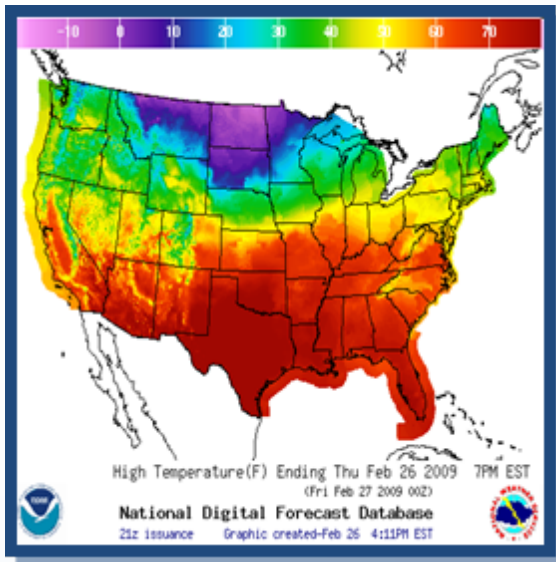 -10 0 10 20 30 40 50 60 70
High Temperature(F) Ending Thu Feb 26 2009 7PM EST
(Fri Feb 27 2009 00Z)
National Digital Forecast Database
21z issuance Graphic created-Feb 26 4:11PM EST